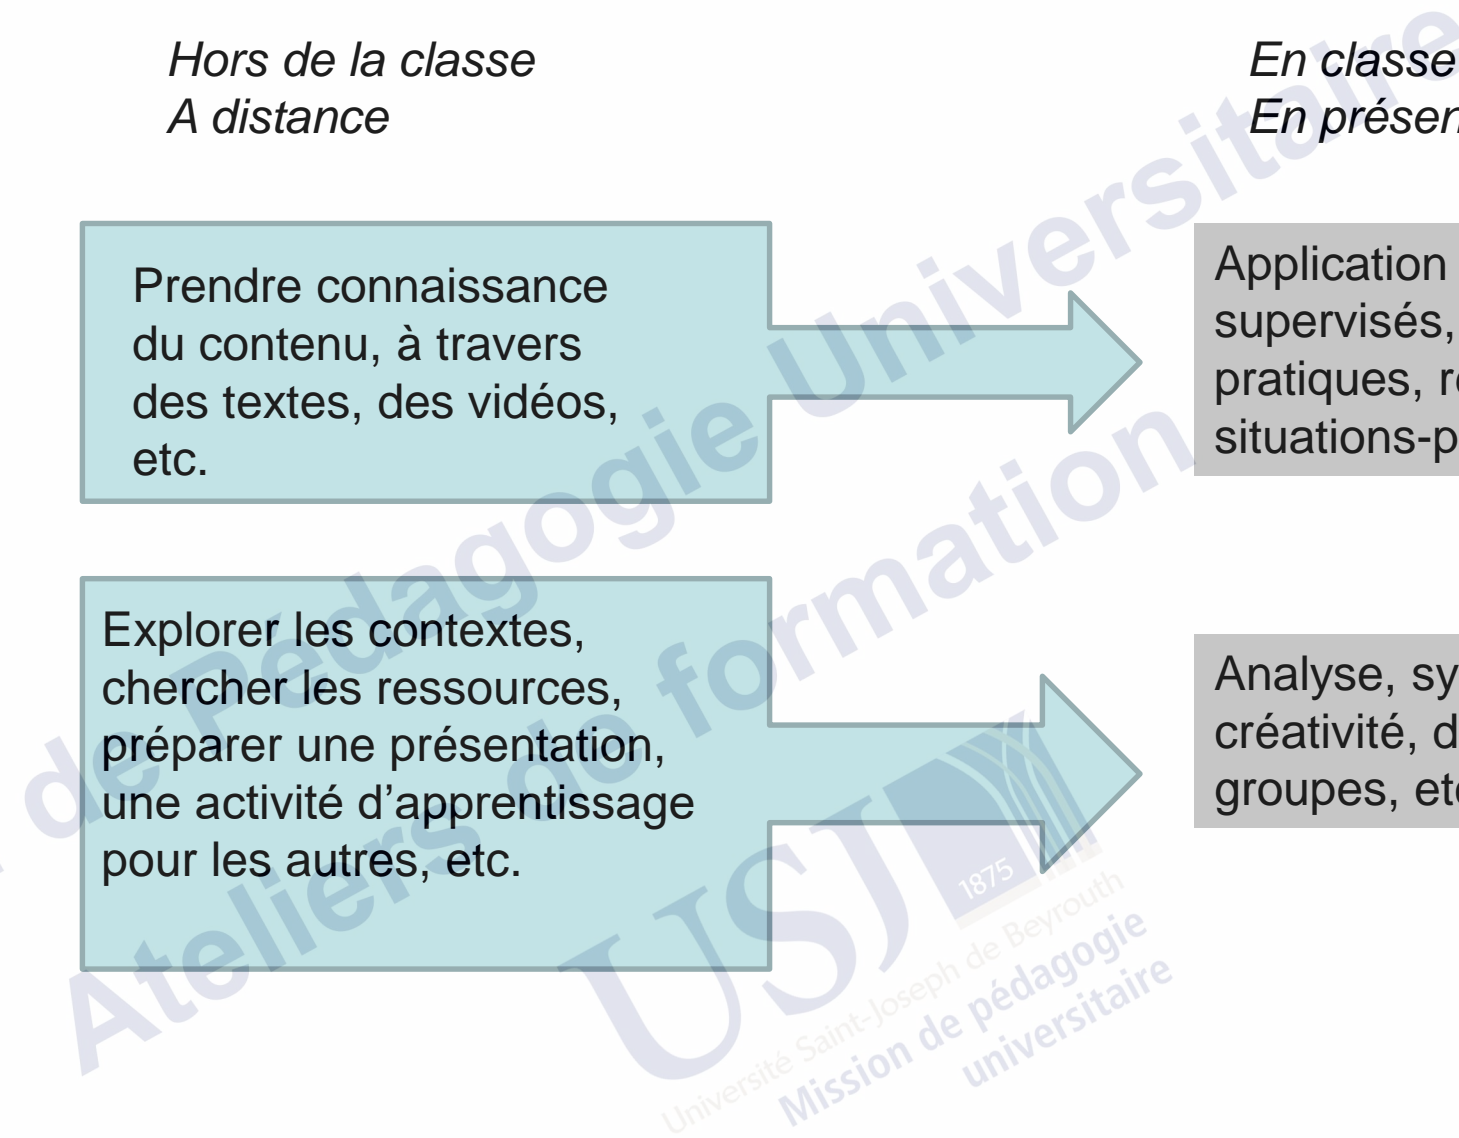 Hors de la classe
A distance
En classe
En présen
Prendre connaissance
du contenu, à travers
des textes, des vidéos,
etc.
Application
supervisés,
pratiques, r
situations-p
Explorer les contextes,
chercher les ressources,
préparer une présentation,
une activité d’apprentissage
pour les autres, etc.
Analyse, sy
créativité, d
groupes, et
de Pédagogie Universitaire
Ateliers de formation
USJ
1875
Université Saint-Joseph de Beyrouth
Mission de pédagogie
universitaire